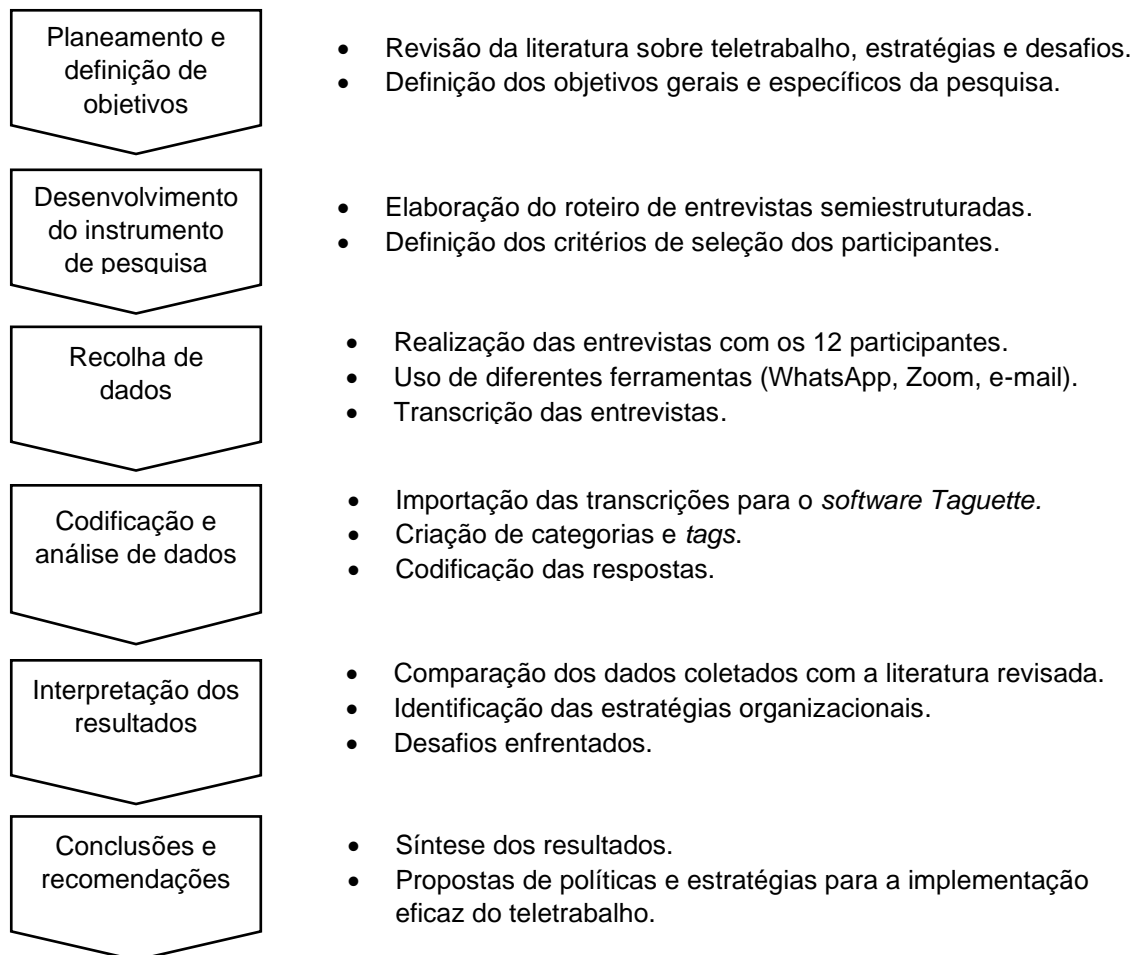 Planeamento e
definição de
objetivos
• Revisão da literatura sobre teletrabalho, estratégias e desafios.
• Definição dos objetivos gerais e específicos da pesquisa.
Desenvolvimento
do instrumento
de pesquisa
• Elaboração do roteiro de entrevistas semiestruturadas.
• Definição dos critérios de seleção dos participantes.
Recolha de
dados
• Realização das entrevistas com os 12 participantes.
• Uso de diferentes ferramentas (WhatsApp, Zoom, e-mail).
• Transcrição das entrevistas.
Codificação e
análise de dados
• Importação das transcrições para o software Taguette.
• Criação de categorias e tags.
• Codificação das respostas.
Interpretação dos
resultados
• Comparação dos dados coletados com a literatura revisada.
• Identificação das estratégias organizacionais.
• Desafios enfrentados.
Conclusões e
recomendações
• Síntese dos resultados.
• Propostas de políticas e estratégias para a implementação
eficaz do teletrabalho.